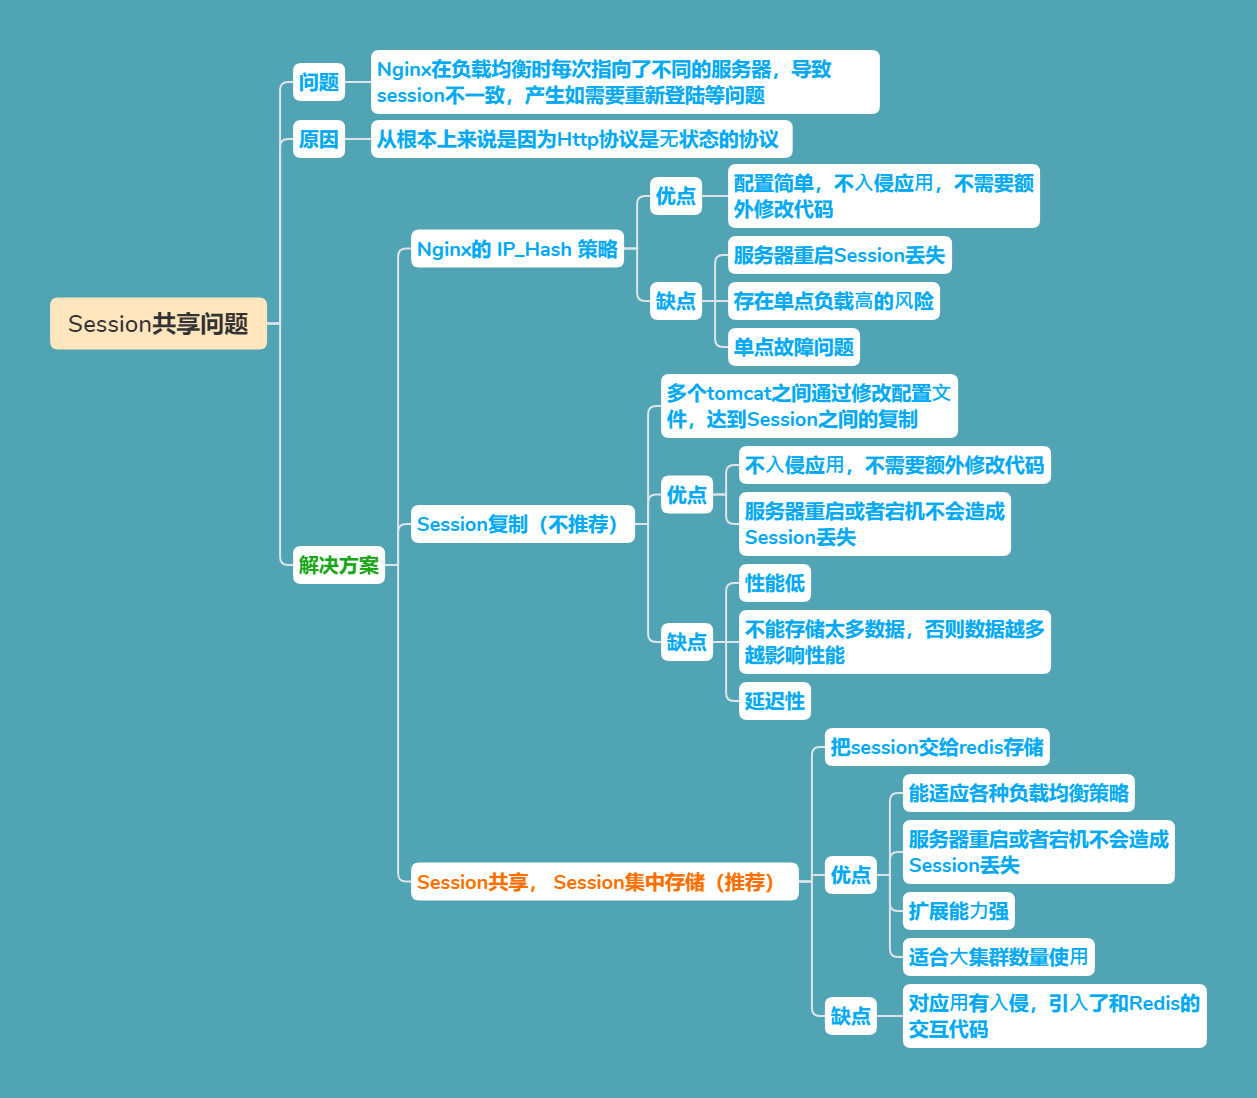 Session共享问题
问题
Nginx在负载均衡时每次指向了不同的服务器，导致
session不一致，产生如需要重新登陆等问题
原因
从根本上来说是因为Http协议是无状态的协议
解决方案
Nginx的 IP_Hash 策略
优点
配置简单，不入侵应用，不需要额
外修改代码
缺点
服务器重启Session丢失
存在单点负载高的风险
单点故障问题
Session复制（不推荐）
多个tomcat之间通过修改配置文
件，达到Session之间的复制
优点
不入侵应用，不需要额外修改代码
服务器重启或者宕机不会造成
Session丢失
缺点
性能低
不能存储太多数据，否则数据越多
越影响性能
延迟性
Session共享， Session集中存储（推荐）
把session交给redis存储
优点
能适应各种负载均衡策略
服务器重启或者宕机不会造成
Session丢失
扩展能力强
适合大集群数量使用
缺点
对应用有入侵，引入了和Redis的
交互代码